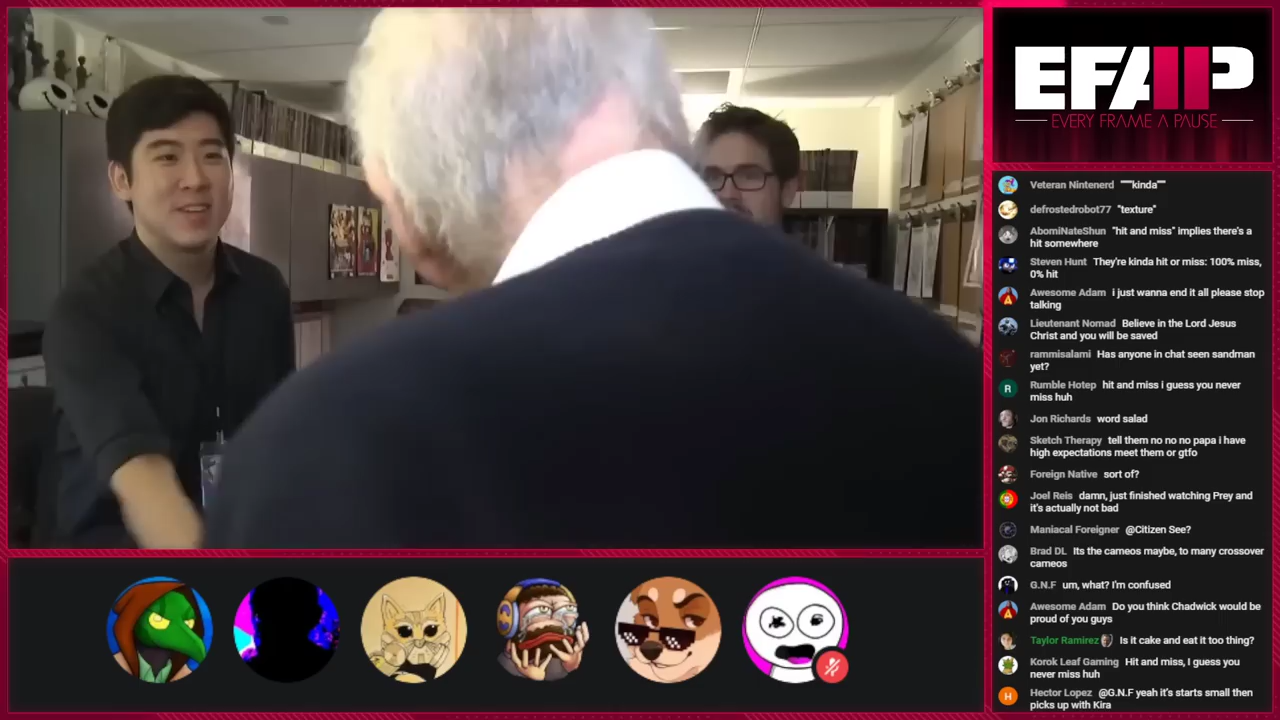 EFAP
EVERY FRAME A PAUSE
Veteran Nintenerd """kinda"""
defrostedrobot77 "texture"
AbomiNateShun "hit and miss" implies there's a
hit somewhere
Steven Hunt They're kinda hit or miss: 100% miss,
0% hit
Awesome Adam i just wanna end it all please stop
talking
Lieutenant Nomad Believe in the Lord Jesus
Christ and you will be saved
rammisalami Has anyone in chat seen sandman
yet?
R
Rumble Hotep hit and miss i guess you never
miss huh
Jon Richards word salad
Sketch Therapy tell them no no no papa i have
high expectations meet them or gtfo
Foreign Native sort of?
Joel Reis damn, just finished watching Prey and
it's actually not bad
Maniacal Foreigner @Citizen See?
Brad DL Its the cameos maybe, to many crossover
cameos
G.N.F um, what? I'm confused
Awesome Adam Do you think Chadwick would be
proud of you guys
Taylor Ramirez Is it cake and eat it too thing?
Korok Leaf Gaming Hit and miss, I guess you
never miss huh
H
Hector Lopez @G.N.F yeah it's starts small then
picks up with Kira